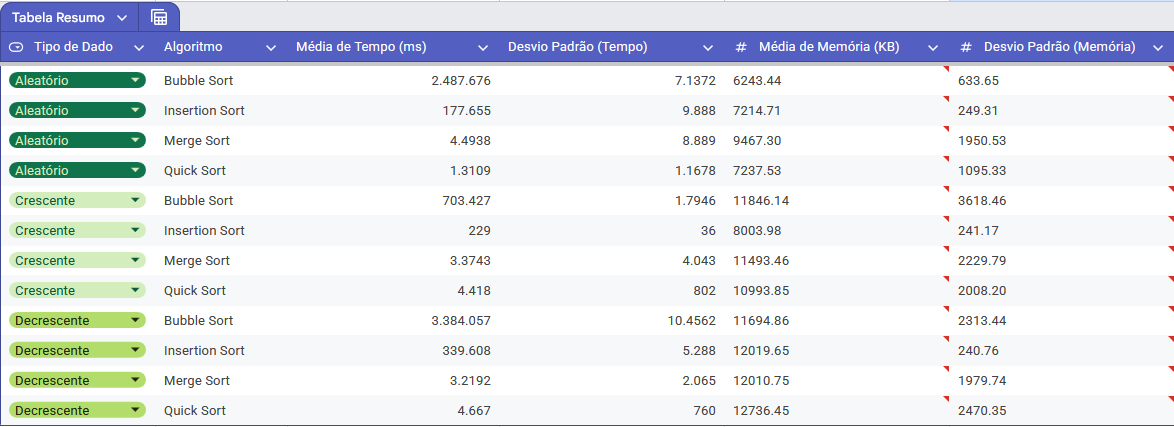 Tabela Resumo
Tipo de Dado Algoritmo Média de Tempo (ms) Desvio Padrão (Tempo) # Média de Memória (KB) # Desvio Padrão (Memória)
Aleatório Bubble Sort 2.487.676 7.1372 6243.44 633.65
Aleatório Insertion Sort 177.655 9.888 7214.71 249.31
Aleatório Merge Sort 4.4938 8.889 9467.30 1950.53
Aleatório Quick Sort 1.3109 1.1678 7237.53 1095.33
Crescente Bubble Sort 703.427 1.7946 11846.14 3618.46
Crescente Insertion Sort 229 36 8003.98 241.17
Crescente Merge Sort 3.3743 4.043 11493.46 2229.79
Crescente Quick Sort 4.418 802 10993.85 2008.20
Decrescente Bubble Sort 3.384.057 10.4562 11694.86 2313.44
Decrescente Insertion Sort 339.608 5.288 12019.65 240.76
Decrescente Merge Sort 3.2192 2.065 12010.75 1979.74
Decrescente Quick Sort 4.667 760 12736.45 2470.35